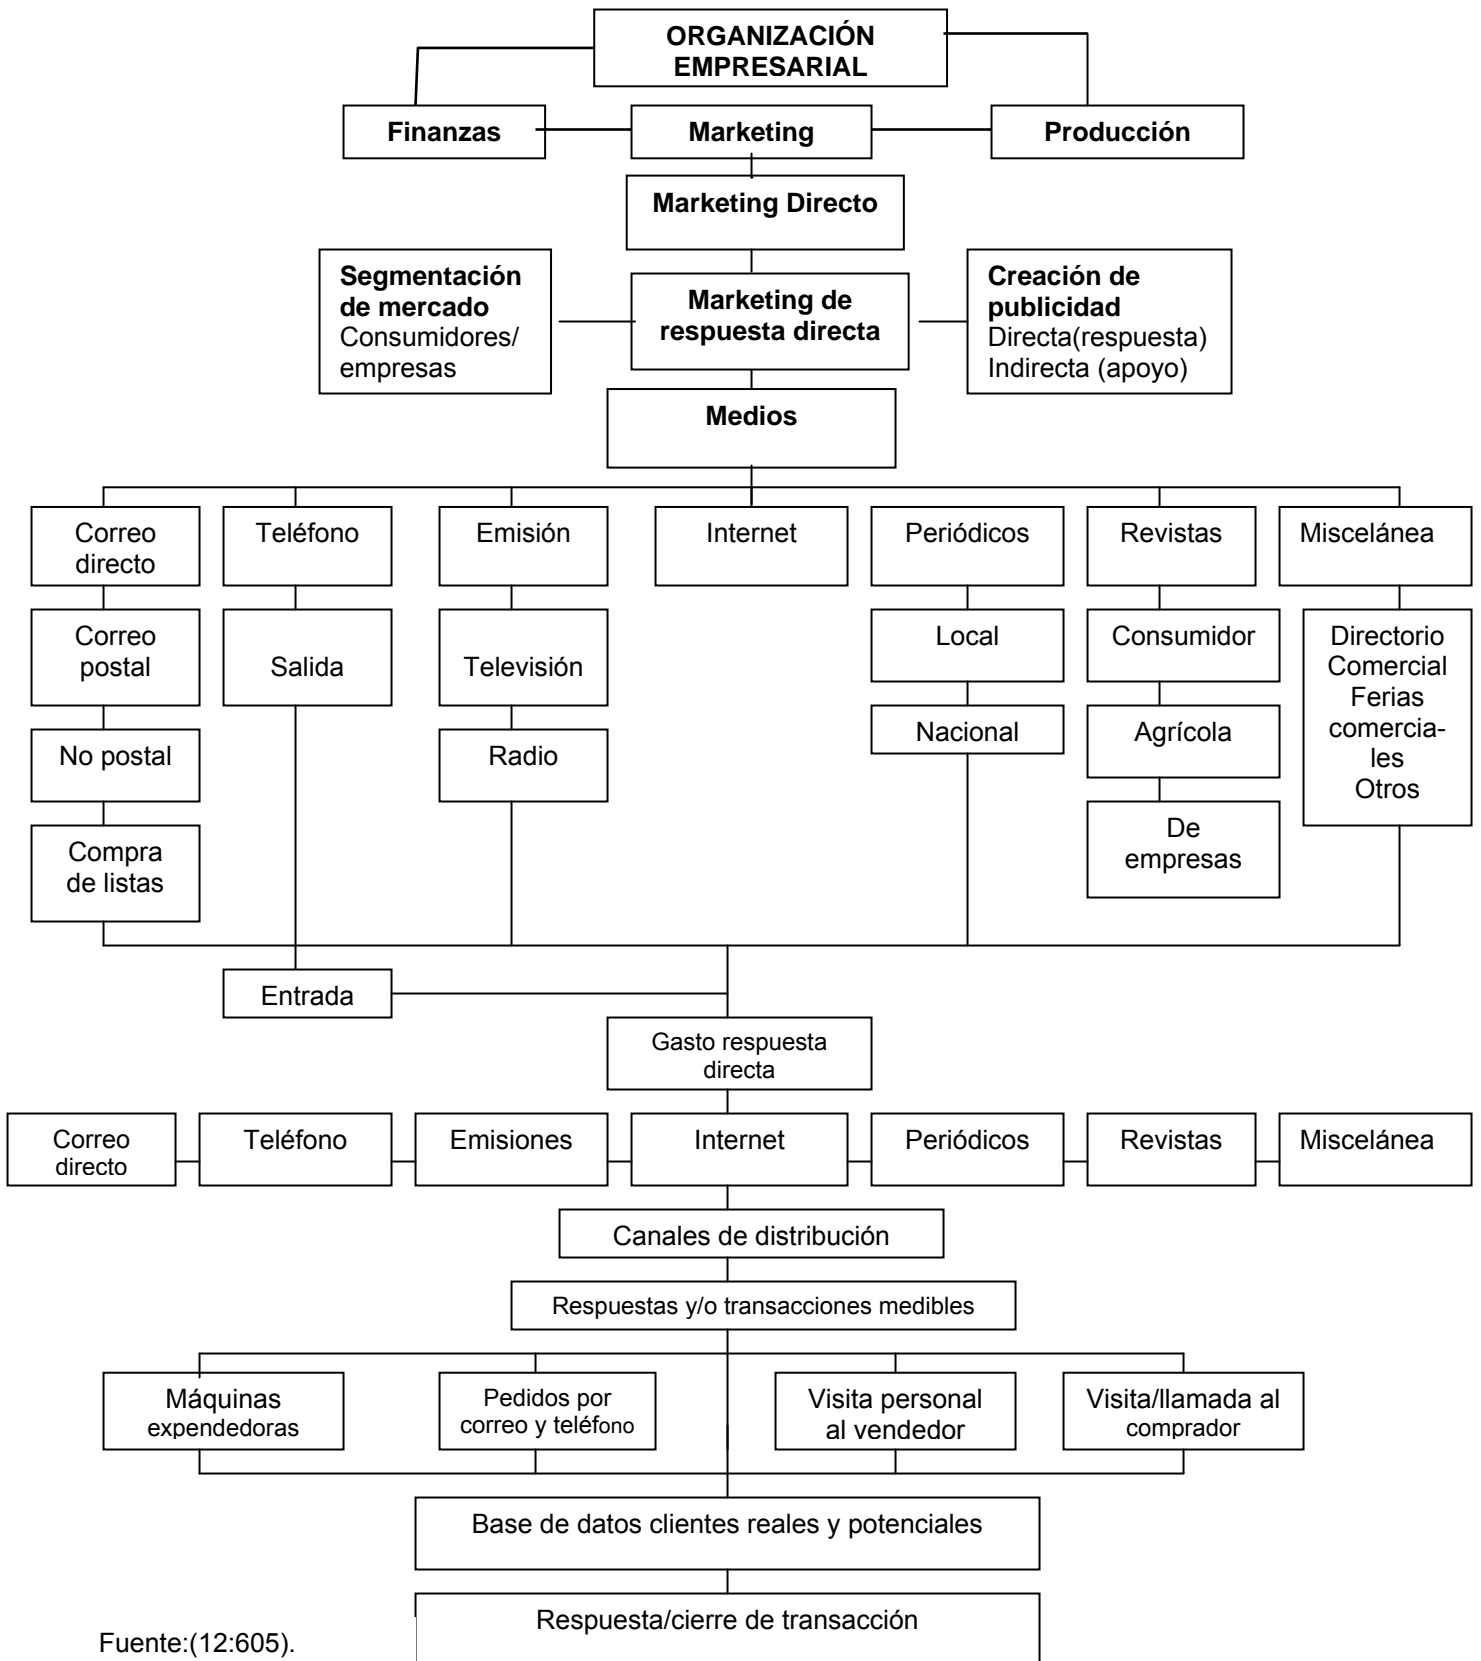 ORGANIZACIÓN
EMPRESARIAL
Finanzas
Marketing
Producción
Marketing Directo
Segmentación
de mercado
Consumidores/
empresas
Marketing de
respuesta directa
Creación de
publicidad
Directa(respuesta)
Indirecta (apoyo)
Medios
Correo
directo
Teléfono
Emisión
Internet
Periódicos
Revistas
Miscelánea
Correo
postal
Salida
Televisión
Local
Consumidor
Directorio
Comercial
Ferias
comercia-
les
Otros
No postal
Radio
Nacional
Agrícola
Compra
de listas
De
empresas
Entrada
Gasto respuesta
directa
Correo
directo
Teléfono
Emisiones
Internet
Periódicos
Revistas
Miscelánea
Canales de distribución
Respuestas y/o transacciones medibles
Máquinas
expendedoras
Pedidos por
correo y teléfono
Visita personal
al vendedor
Visita/llamada al
comprador
Base de datos clientes reales y potenciales
Respuesta/cierre de transacción
Fuente:(12:605).